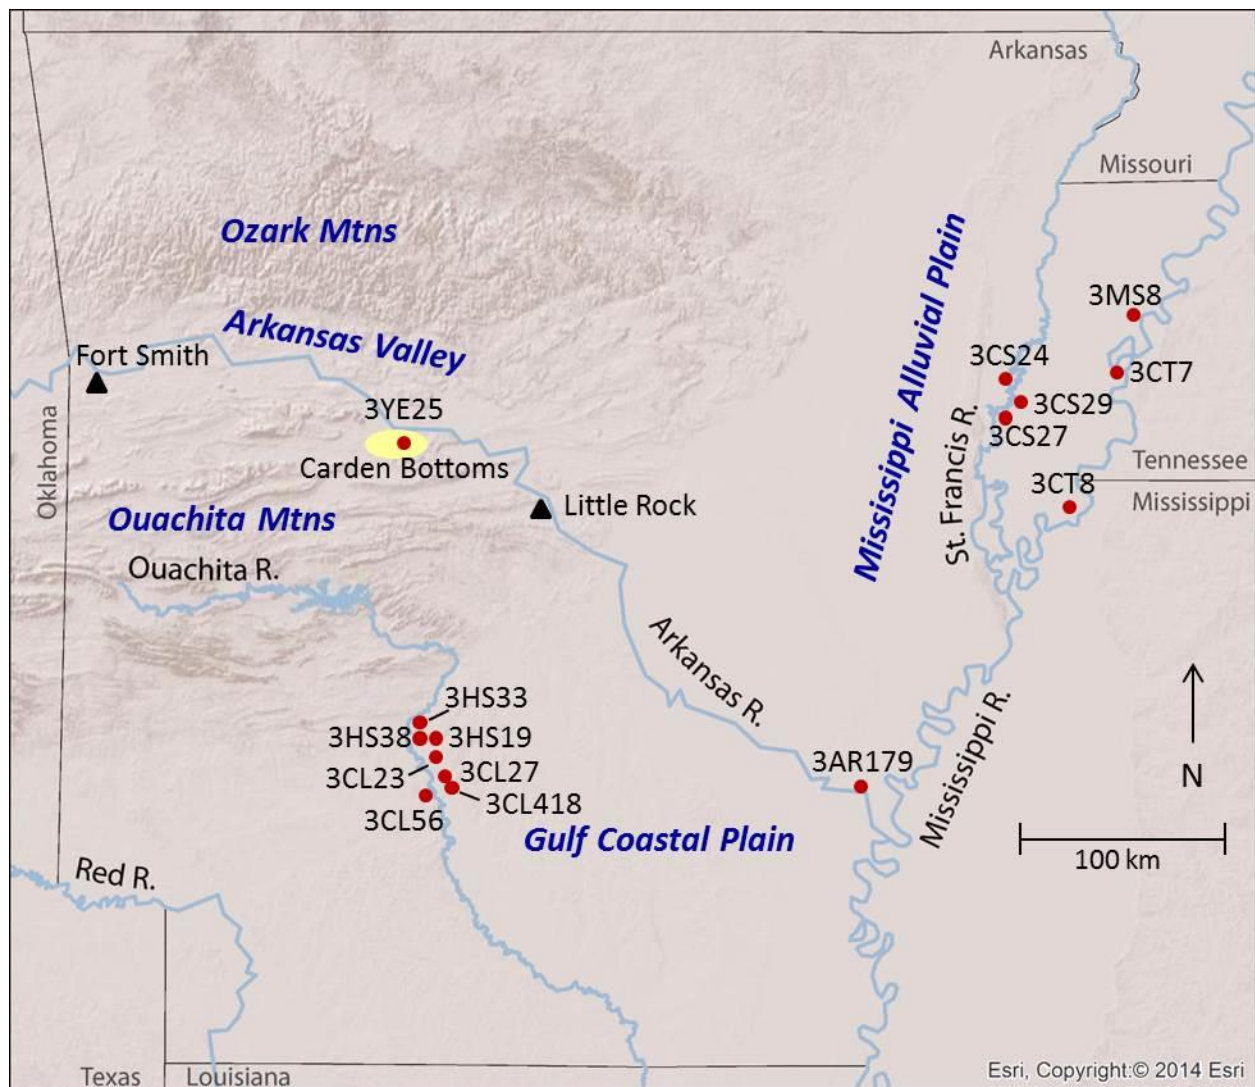 Arkansas
Missouri
Ozark Mtns
Mississippi Alluvial Plain
3MS8
Arkansas Valley
Fort Smith
3CS24
3CT7
3YE25
3CS29
3CS27
Oklahoma
Carden Bottoms
St. Francis R.
Tennessee
3CT8
Mississippi
Ouachita Mtns
Little Rock
Ouachita R.
Arkansas R.
3HS33
3HS38
3HS19
Mississippi R.
3CL23
3CL27
3AR179
N
3CL418
3CL56
Gulf Coastal Plain
100 km
Red R.
Texas
Louisiana
Esri, Copyright:© 2014 Esri